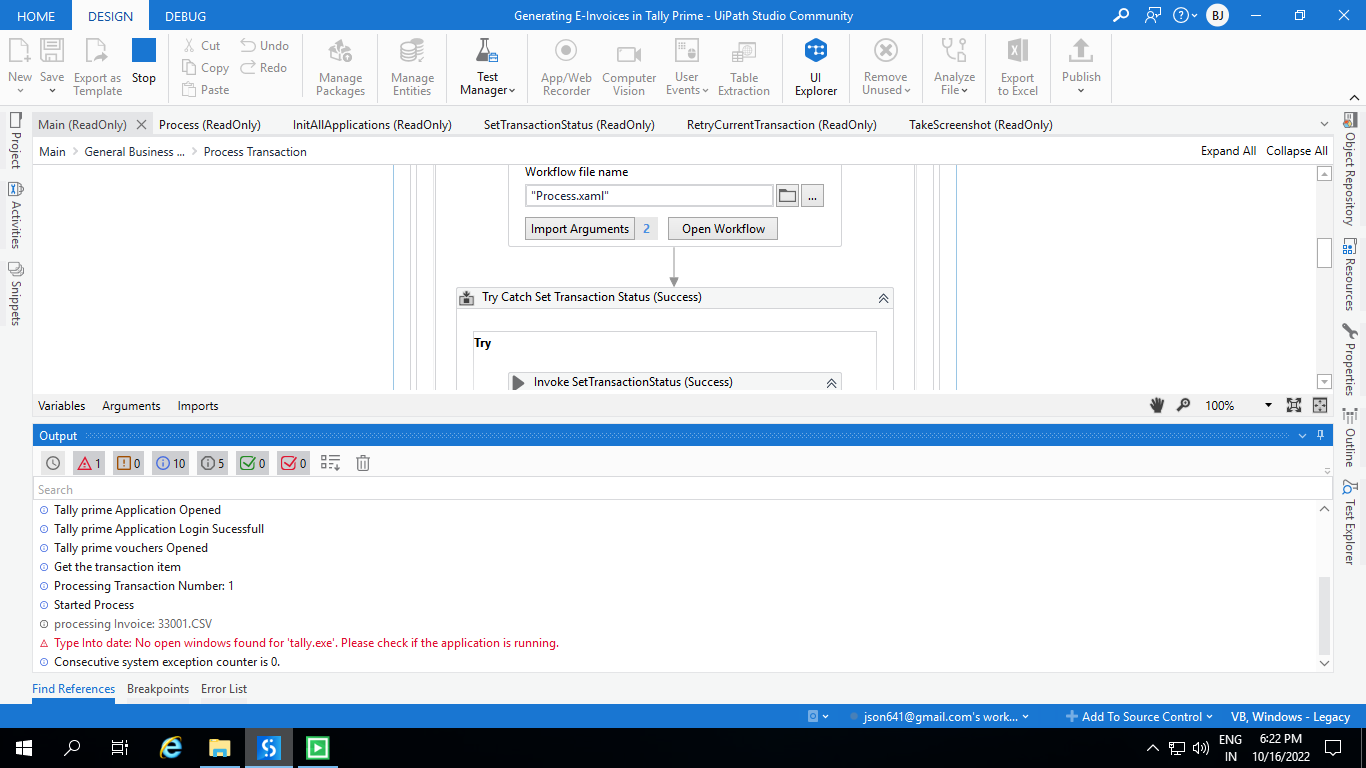 HOME DESIGN DEBUG Generating E-Invoices in Tally Prime - UiPath Studio Community BJ
New Save Export as Template Stop Cut Copy Paste Undo Redo Manage Packages Manage Entities Test Manager App/Web Recorder Computer Vision User Events Table Extraction UI Explorer Remove Unused Analyze File Export to Excel Publish
Main (ReadOnly) Process (ReadOnly) InitAllApplications (ReadOnly) SetTransactionStatus (ReadOnly) RetryCurrentTransaction (ReadOnly) TakeScreenshot (ReadOnly)
Main General Business ... Process Transaction Expand All Collapse All
Project
Activities
Snippets
Workflow file name
"Process.xaml" ...
Import Arguments 2 Open Workflow
Try Catch Set Transaction Status (Success)
Try
Invoke SetTransactionStatus (Success)
Object Repository
Resources
Properties
Outline
Test Explorer
Variables Arguments Imports 100%
Output
1 0 10 5 0 0
Search
Tally prime Application Opened
Tally prime Application Login Sucessfull
Tally prime vouchers Opened
Get the transaction item
Processing Transaction Number: 1
Started Process
processing Invoice: 33001.CSV
Type Into date: No open windows found for 'tally.exe'. Please check if the application is running.
Consecutive system exception counter is 0.
Find References Breakpoints Error List
json641@gmail.com's work... Add To Source Control VB, Windows - Legacy
ENG 6:22 PM
IN 10/16/2022